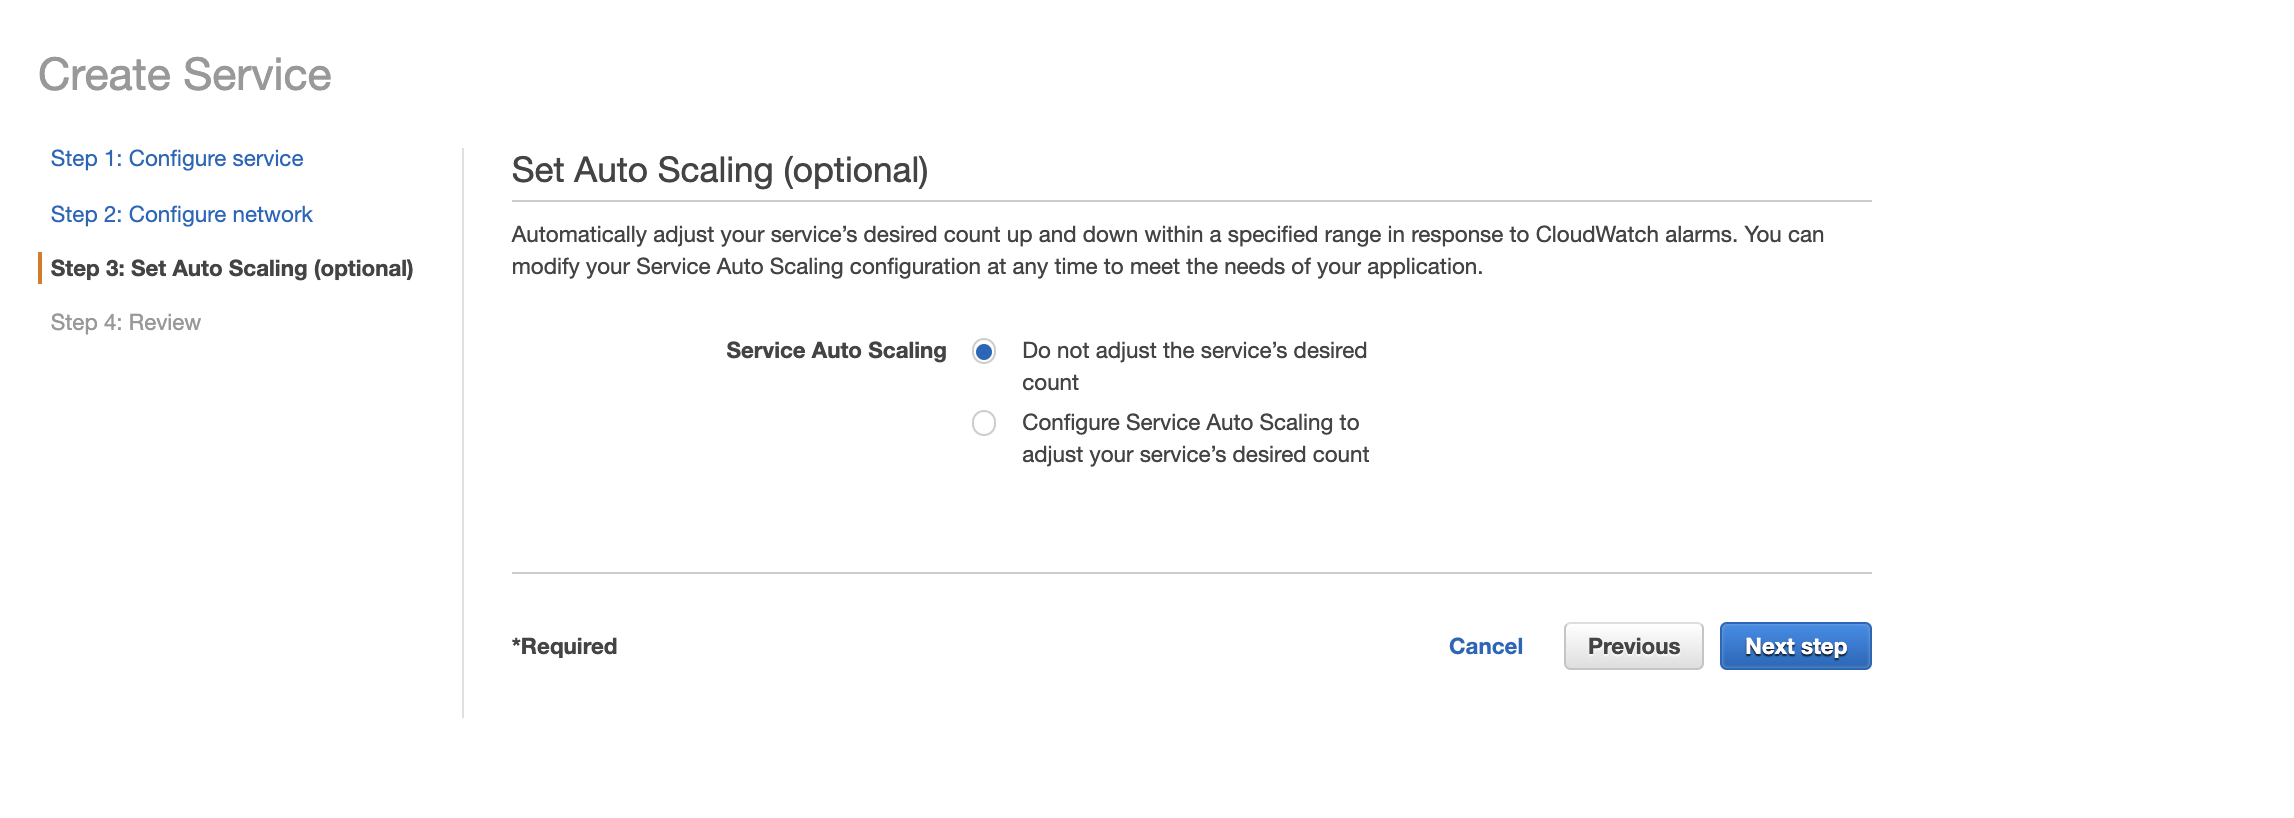 Create Service
Step 1: Configure service
Step 2: Configure network
Step 3: Set Auto Scaling (optional)
Step 4: Review
Set Auto Scaling (optional)
Automatically adjust your service’s desired count up and down within a specified range in response to CloudWatch alarms. You can
modify your Service Auto Scaling configuration at any time to meet the needs of your application.
Service Auto Scaling
Do not adjust the service’s desired
count
Configure Service Auto Scaling to
adjust your service’s desired count
*Required
Cancel
Previous
Next step